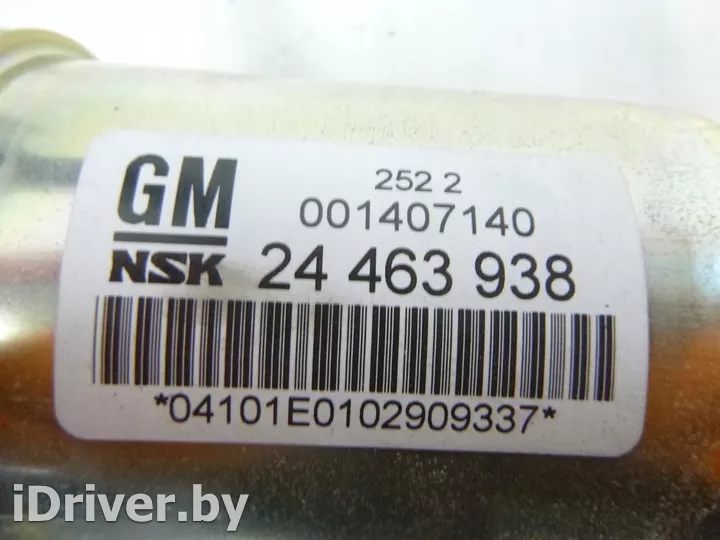 GM
252 2
001407140
NSK 24 463 938
*04101E0102909337*
iDriver.by